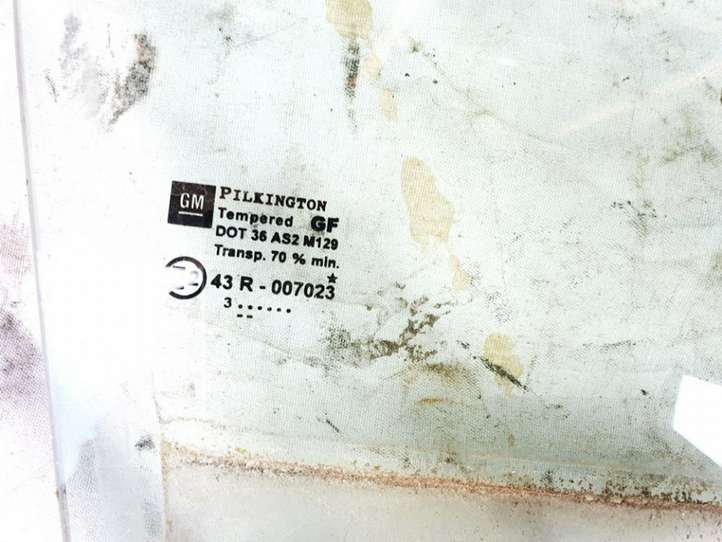 GM
PILKINGTON
Tempered GF
DOT 36 AS2 M129
Transp. 70 % min.
43 R - 007023
3 ......
--